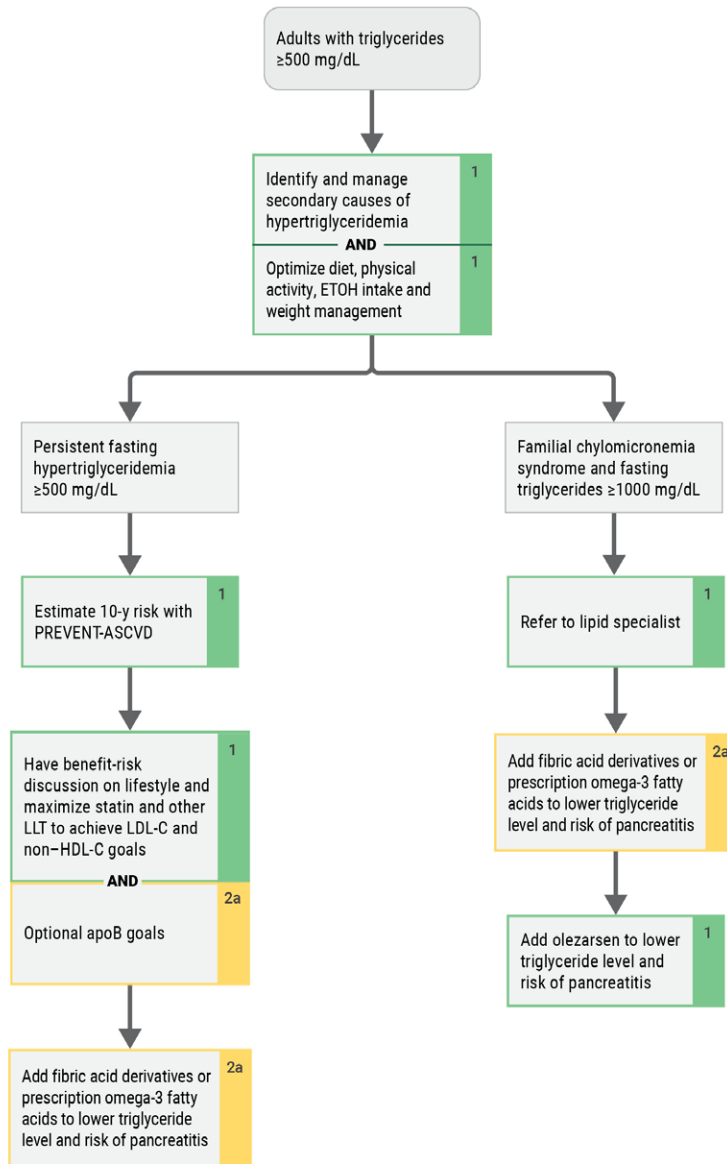 Adults with triglycerides
≥500 mg/dL
1
Identify and manage
secondary causes of
hypertriglyceridemia
AND
1
Optimize diet, physical
activity, ETOH intake and
weight management
Persistent fasting
hypertriglyceridemia
≥500 mg/dL
1
Estimate 10-y risk with
PREVENT-ASCVD
1
Have benefit-risk
discussion on lifestyle and
maximize statin and other
LLT to achieve LDL-C and
non–HDL-C goals
AND
2a
Optional apoB goals
2a
Add fibric acid derivatives or
prescription omega-3 fatty
acids to lower triglyceride
level and risk of pancreatitis
Familial chylomicronemia
syndrome and fasting
triglycerides ≥1000 mg/dL
1
Refer to lipid specialist
2a
Add fibric acid derivatives or
prescription omega-3 fatty
acids to lower triglyceride
level and risk of pancreatitis
1
Add olezarsen to lower
triglyceride level and
risk of pancreatitis